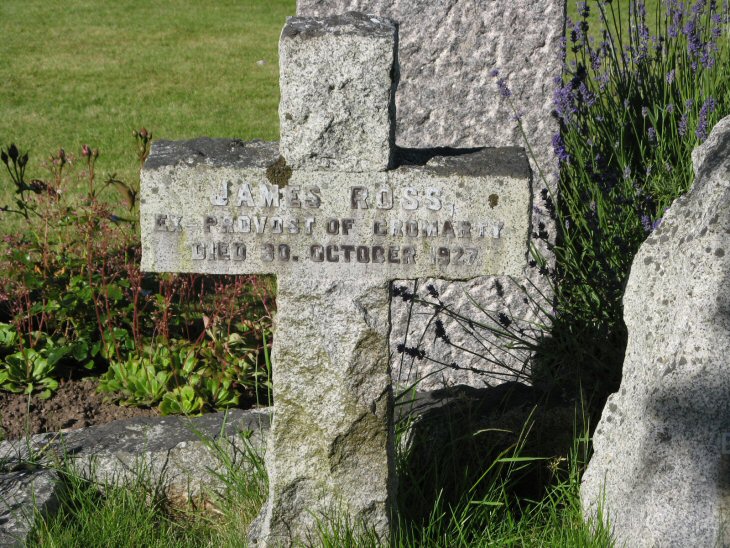 JAMES ROSS,
EX-PROVOST OF CROMARTY
DIED 30. OCTOBER 1927.